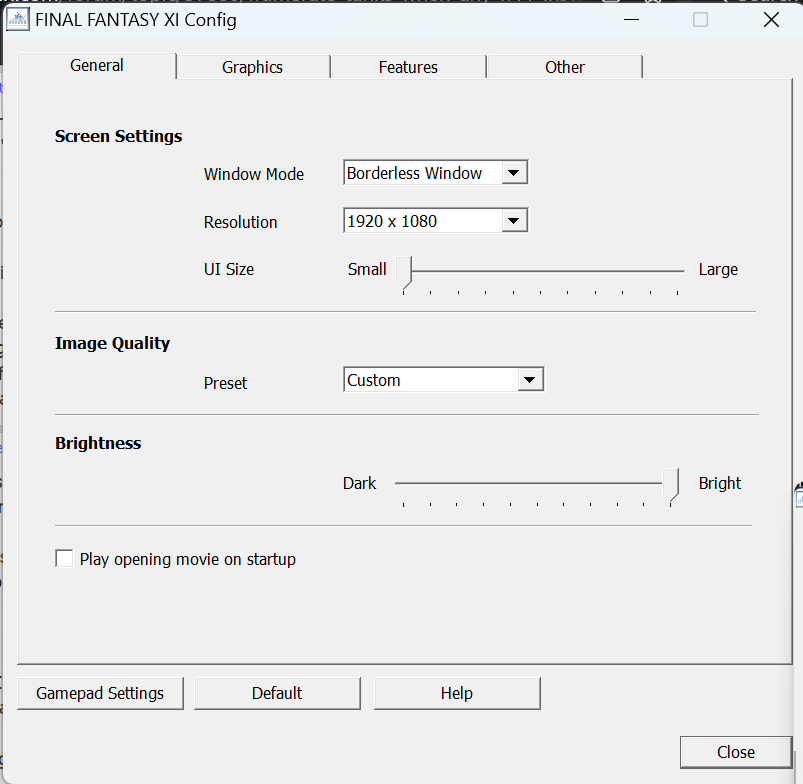 FINAL FANTASY XI Config
General Graphics Features Other
Screen Settings
Window Mode Borderless Window
Resolution 1920 x 1080
UI Size Small Large
Image Quality
Preset Custom
Brightness
Dark Bright
Play opening movie on startup
Gamepad Settings Default Help
Close